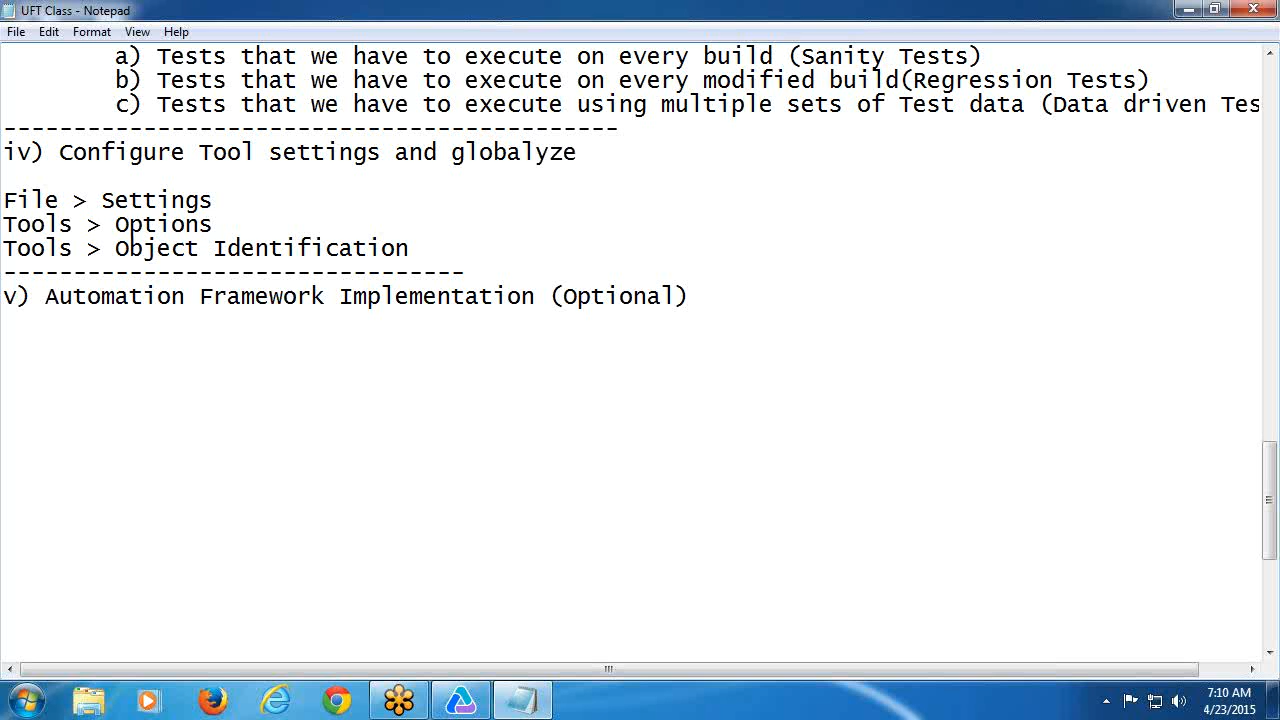 UFT Class - Notepad
File Edit Format View Help
a) Tests that we have to execute on every build (Sanity Tests)
b) Tests that we have to execute on every modified build(Regression Tests)
c) Tests that we have to execute using multiple sets of Test data (Data driven Tes
--------------------------------------------
iv) Configure Tool settings and globalyze
File > Settings
Tools > Options
Tools > Object Identification
---------------------------------
v) Automation Framework Implementation (Optional)
7:10 AM
4/23/2015